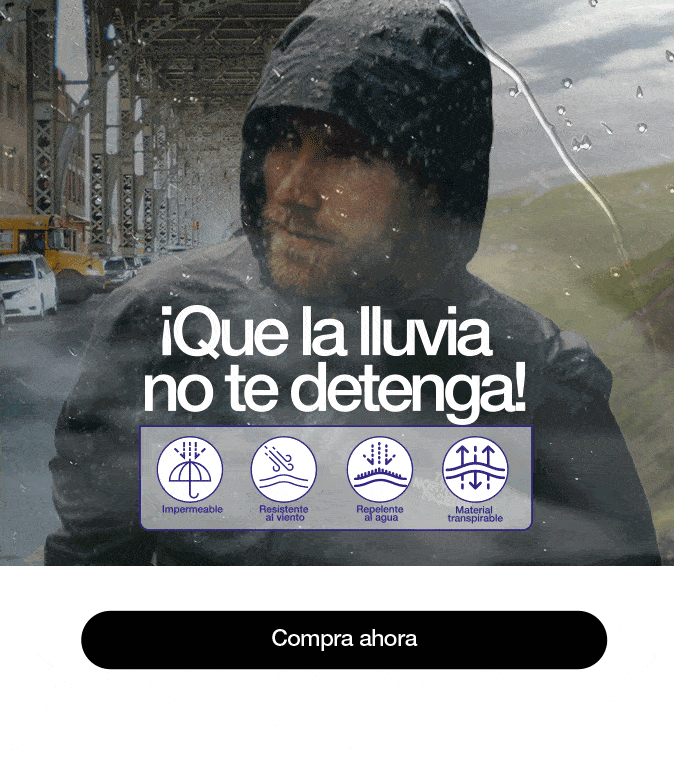 ¡Que la lluvia
no te detenga!
Impermeable
Resistente
al viento
Repelente
al agua
Material
transpirable
Compra ahora